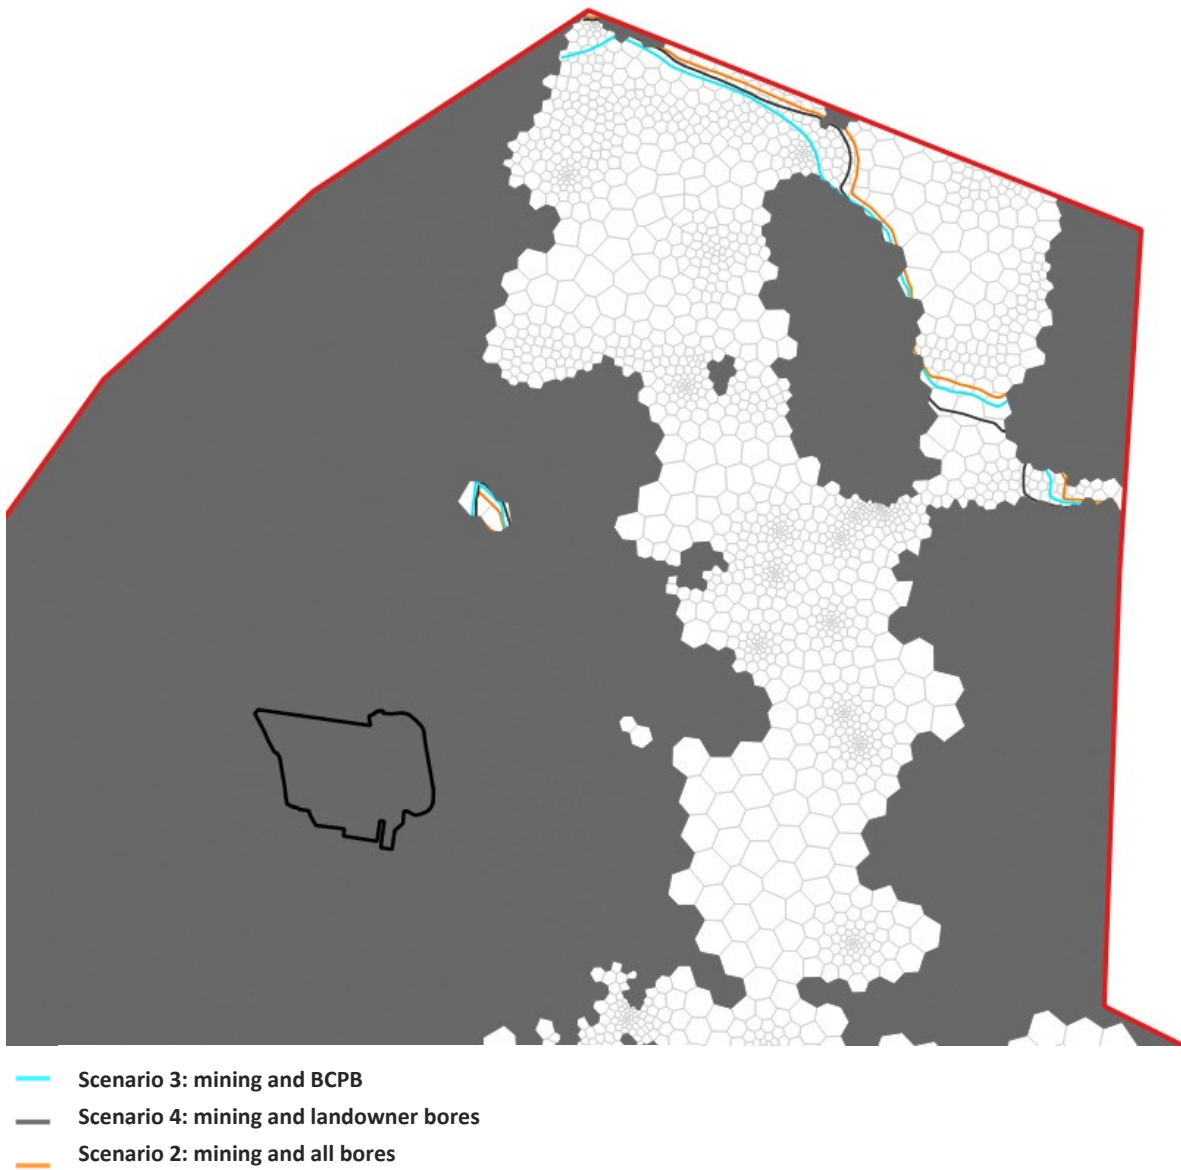 Scenario 3: mining and BCPB
Scenario 4: mining and landowner bores
Scenario 2: mining and all bores